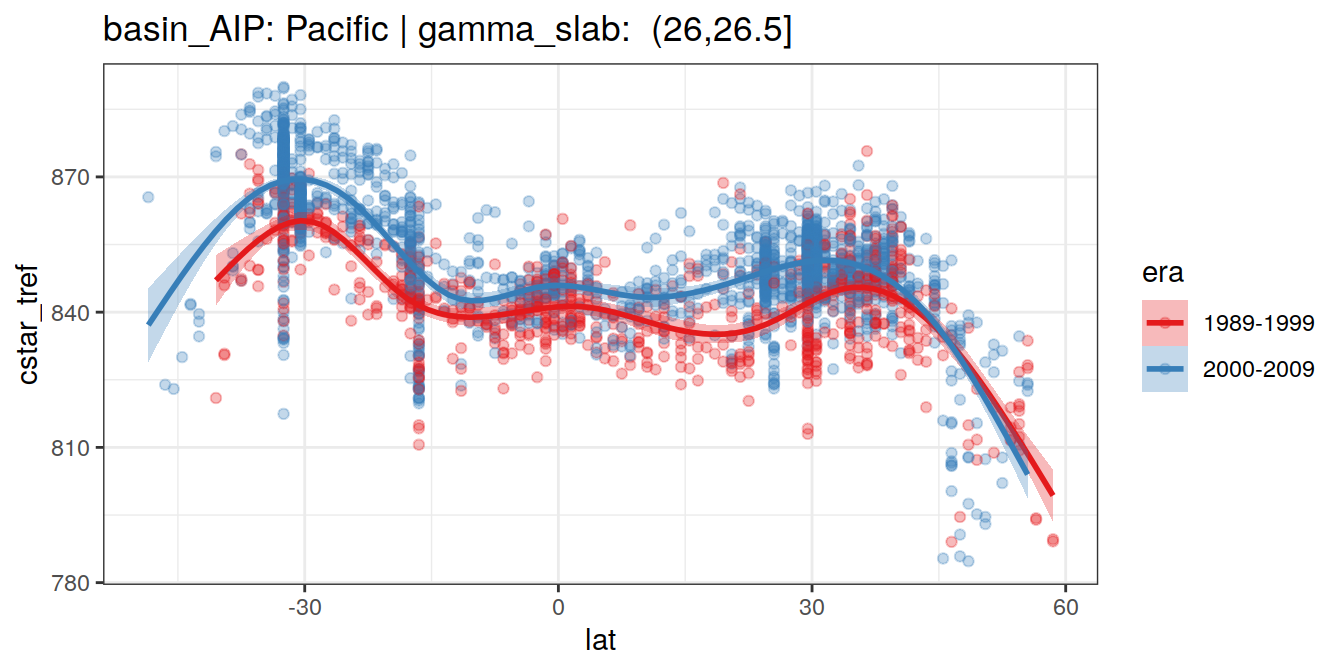 basin_AIP: Pacific | gamma_slab:  (26,26.5]
cstar_tref
870
840
810
780
-30
0
30
60
lat
era
1989-1999
2000-2009